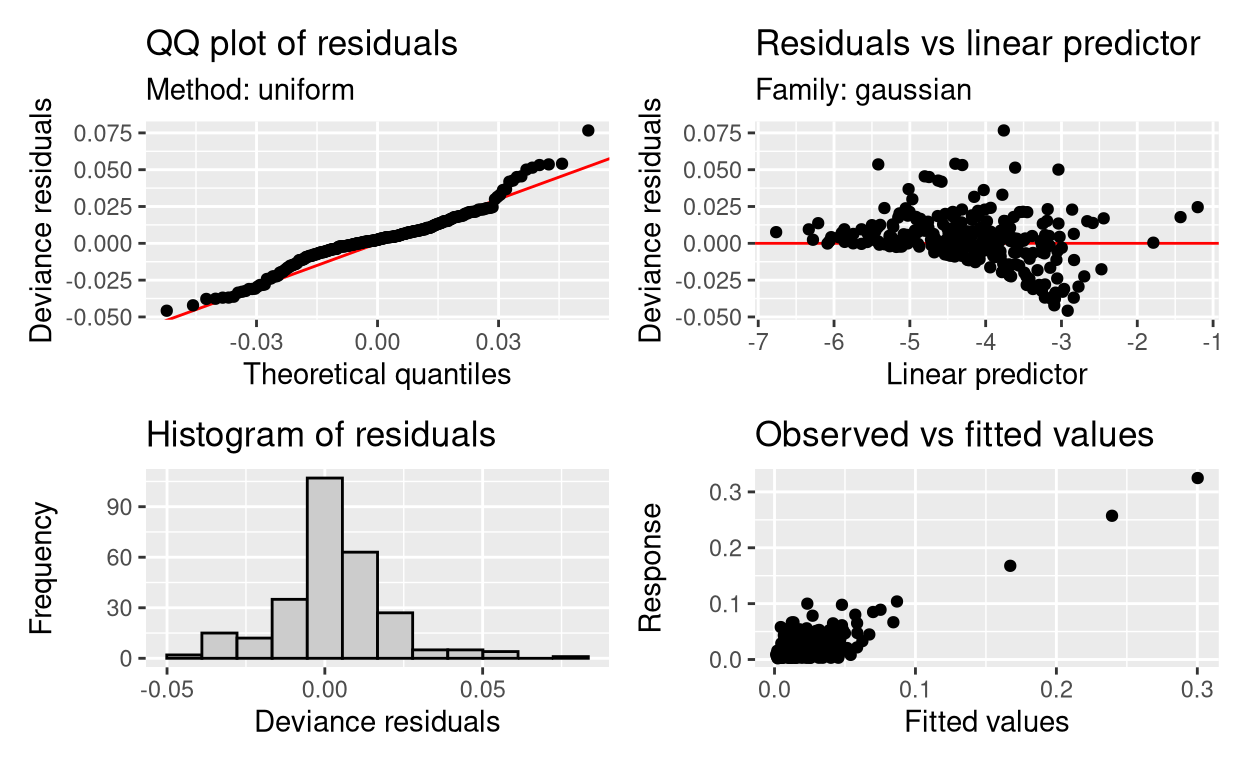 QQ plot of residuals
Method: uniform
Deviance residuals
0.075
0.050
0.025
0.000
-0.025
-0.050
-0.03
0.00
0.03
Theoretical quantiles
Residuals vs linear predictor
Family: gaussian
Deviance residuals
0.075
0.050
0.025
0.000
-0.025
-0.050
-7
-6
-5
-4
-3
-2
-1
Linear predictor
Histogram of residuals
Frequency
90
60
30
0
-0.05
0.00
0.05
Deviance residuals
Observed vs fitted values
Response
0.3
0.2
0.1
0.0
0.0
0.1
0.2
0.3
Fitted values